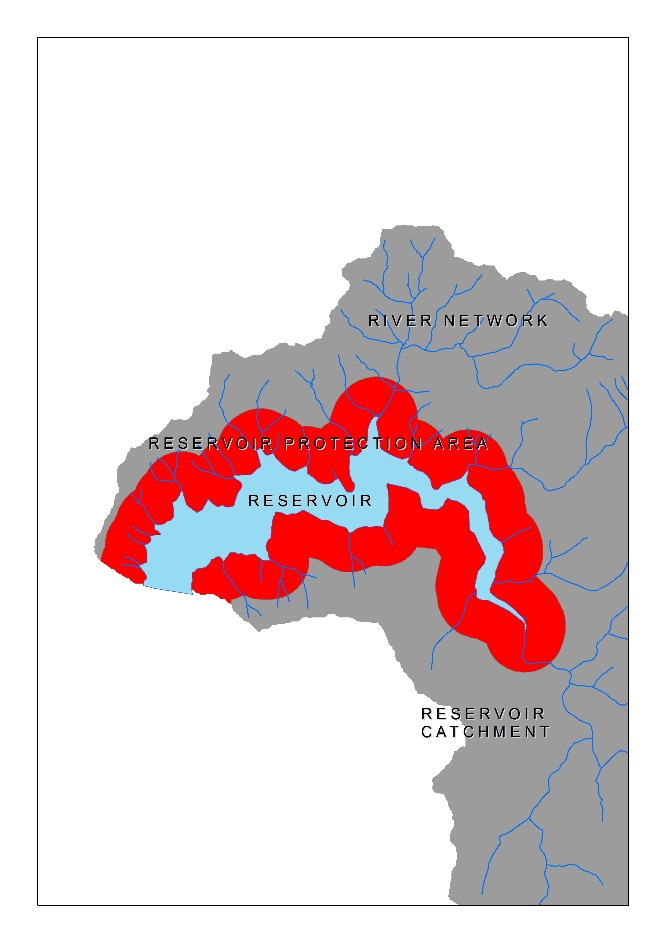 RIVER NETWORK
RESERVOIR PROTECTION AREA
RESERVOIR
RESERVOIR
CATCHMENT